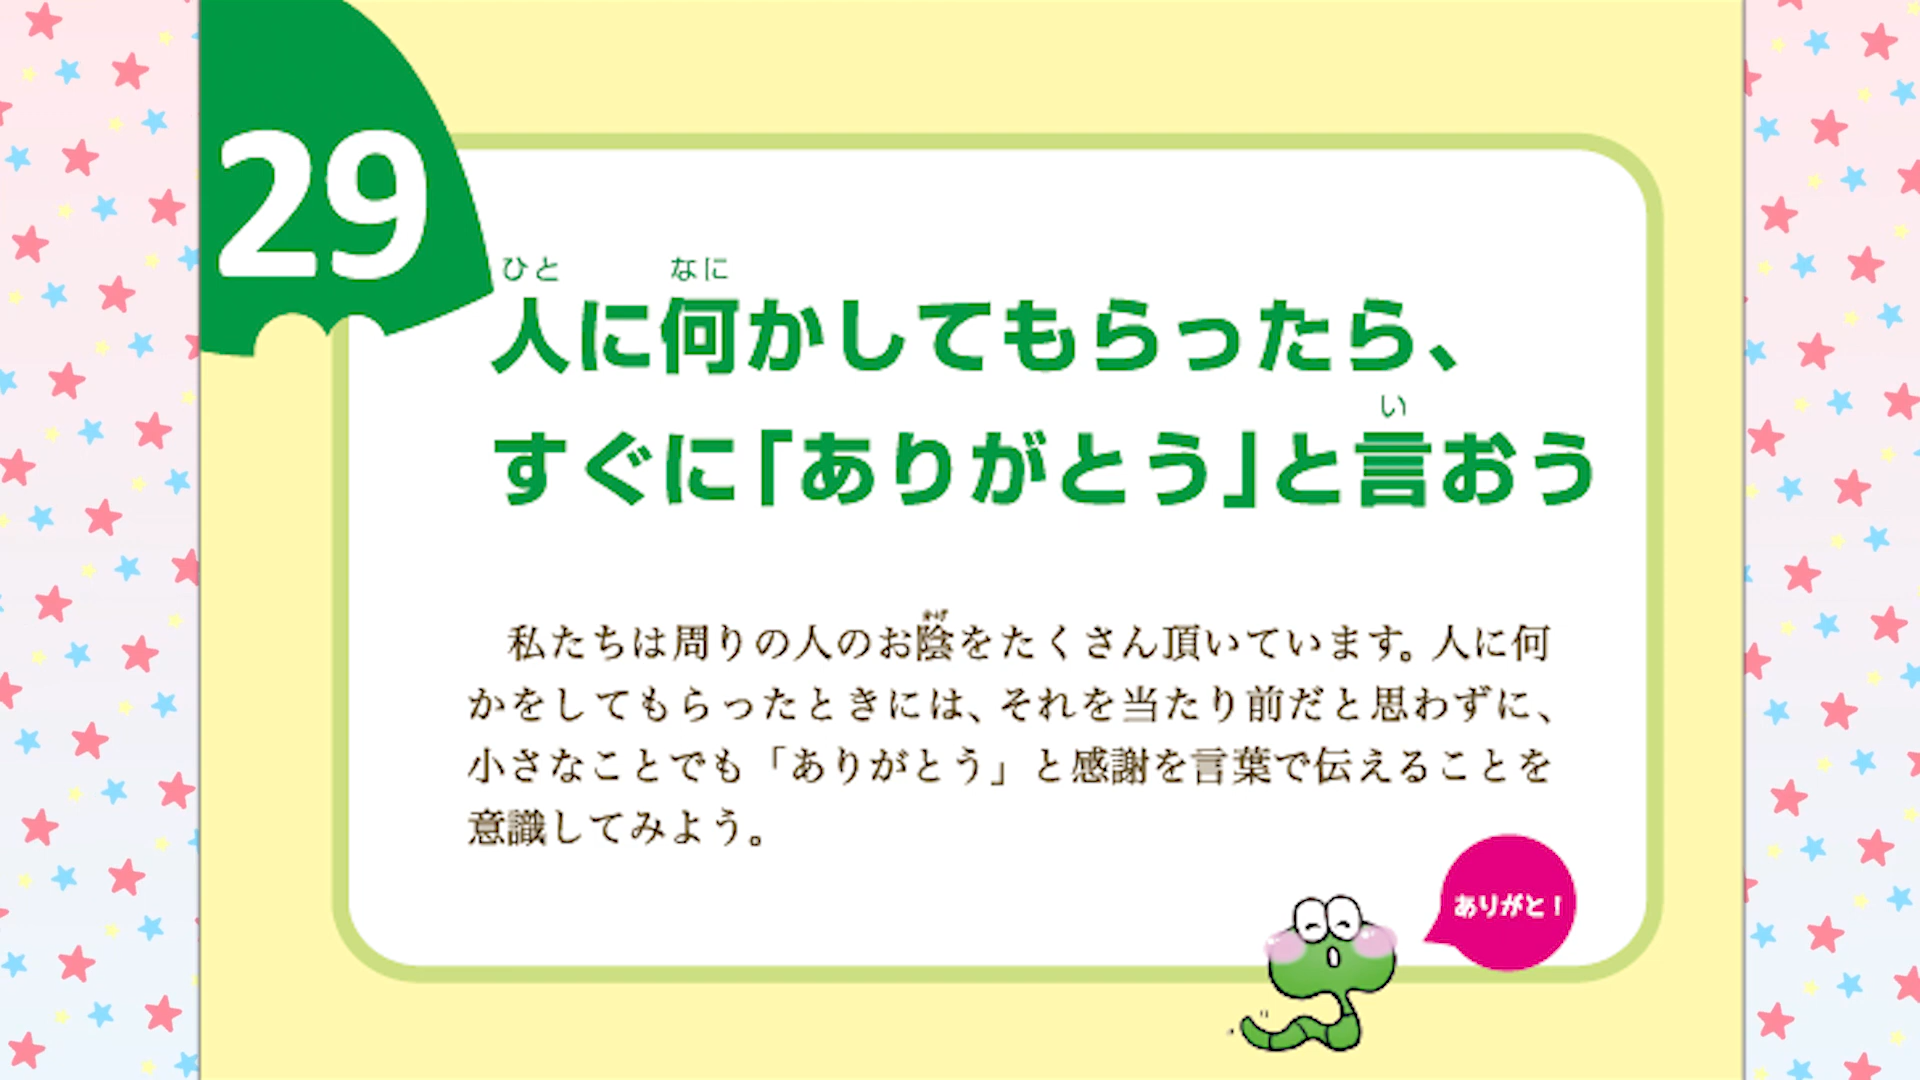 29
ひと なに
人に何かしてもらったら、
い
すぐに「ありがとう」と言おう
かげ
私たちは周りの人のお陰をたくさん頂いています。人に何
かをしてもらったときには、それを当たり前だと思わずに、
小さなことでも「ありがとう」と感謝を言葉で伝えることを
意識してみよう。
ありがと!